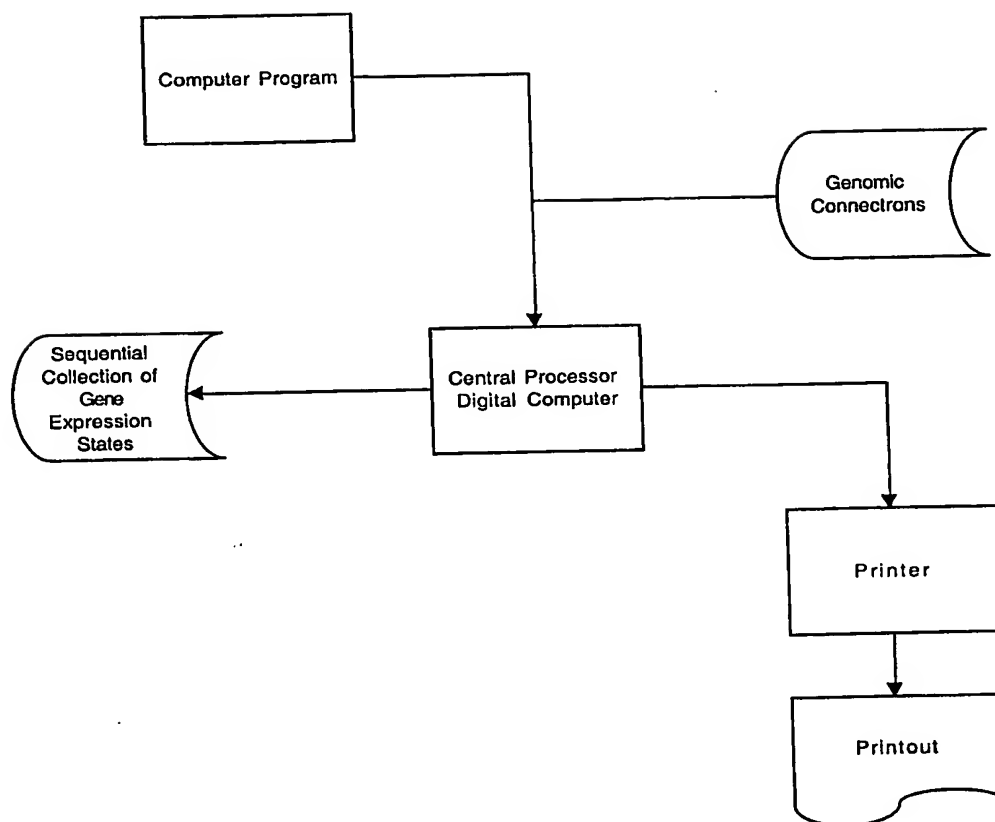 Computer Program
Genomic
Connectrons
Sequential
Collection of
Gene
Expression
States
Central Processor
Digital Computer
Printer
Printout